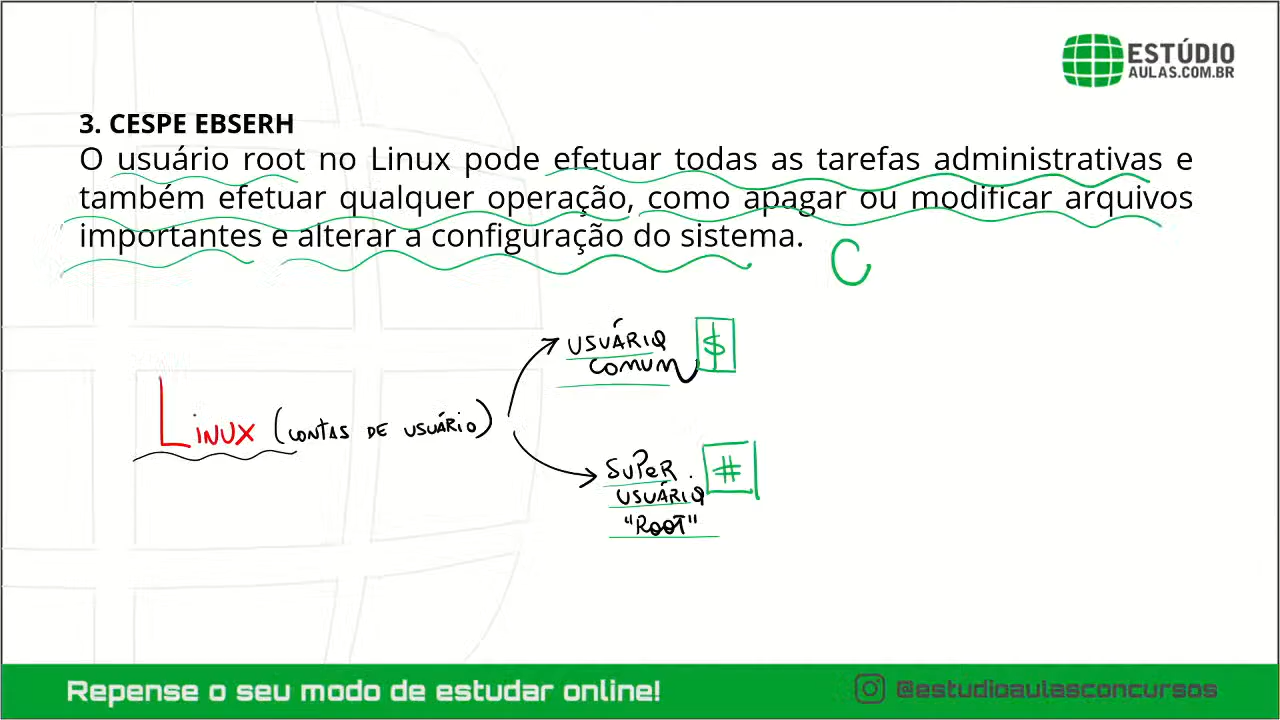 ESTÚDIO
AULAS.COM.BR
3. CESPE EBSERH
O usuário root no Linux pode efetuar todas as tarefas administrativas e
também efetuar qualquer operação, como apagar ou modificar arquivos
importantes e alterar a configuração do sistema.
C
USUÁRIO
COMUM
$
LINUX (CONTAS DE USUÁRIO)
SUPER
#
USUÁRIO
"ROOT"
Repense o seu modo de estudar online!
@estudioaulasconcursos